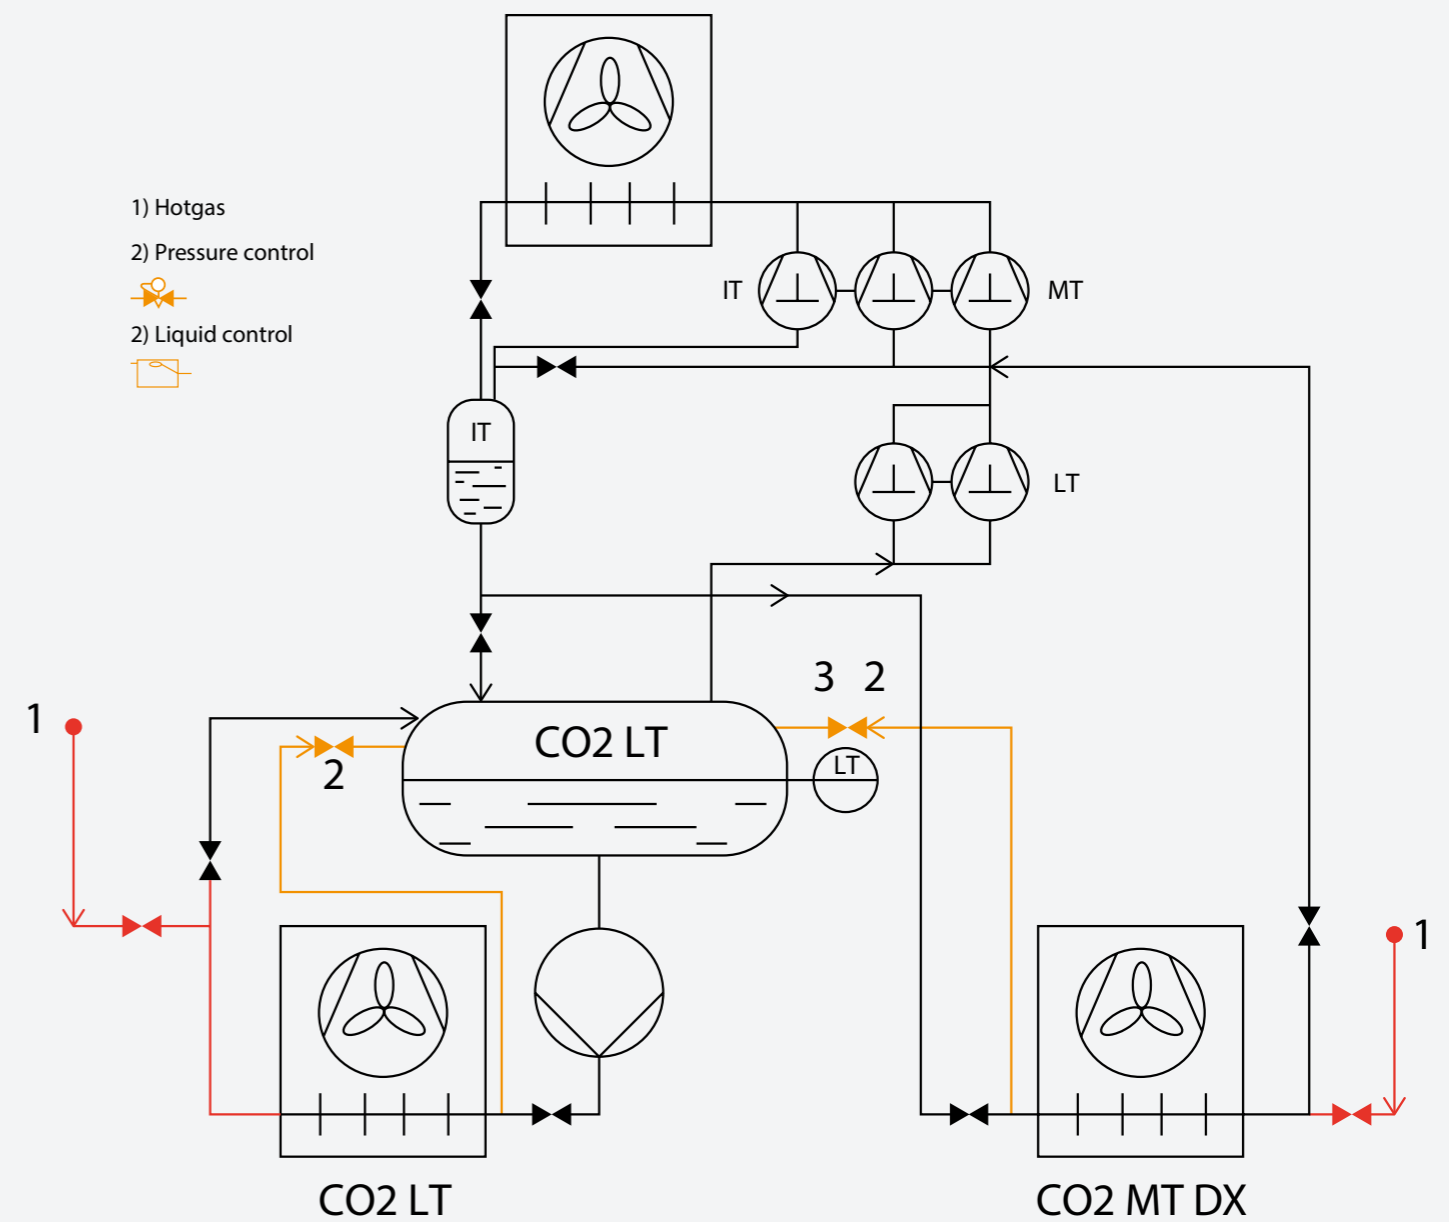 1) Hotgas
2) Pressure control
2) Liquid control
IT
MT
IT
LT
3 2
1
CO2 LT
2
LT
1
CO2 LT
CO2 MT DX